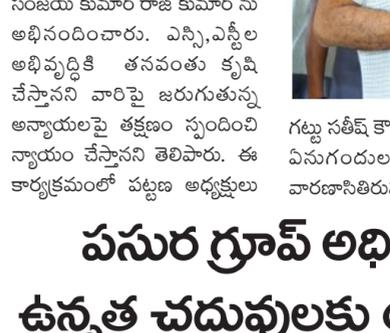 సంజయ్ కుమార్ రాజ్ కుమార్ ను
అభినందించారు. ఎస్సి,ఎస్టీల
అభివృద్ధికి తనవంతు కృషి
చేస్తానని వారిపై జరుగుతున్న
అన్యాయలపై తక్షణం స్పందించి
న్యాయం చేస్తానని తెలిపారు. ఈ
కార్యక్రమంలో పట్టణ అధ్యక్షులు
గట్టు సతీష్
ఏనుగందుల
వారణాసితిరు
పసుర గ్రూప్
ఉన్నత చదువులకు